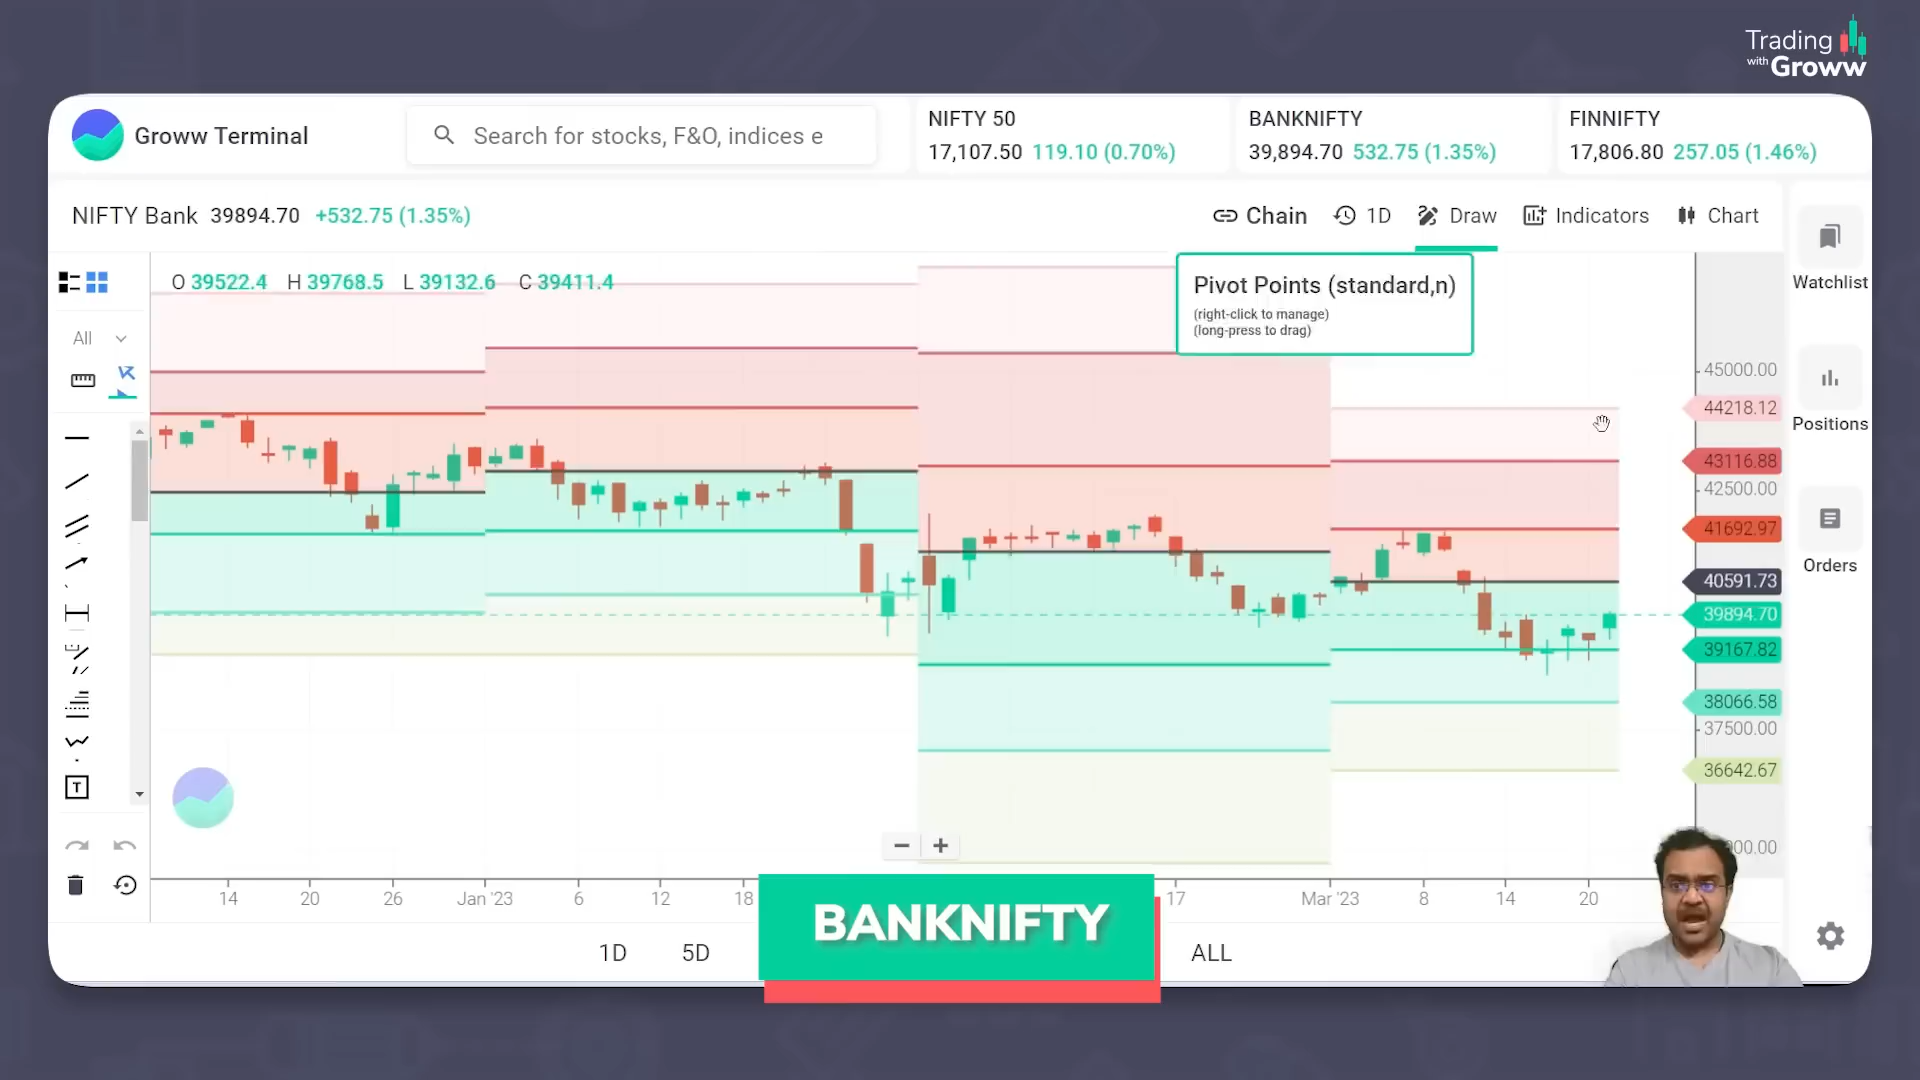 Trading
with Groww
Groww Terminal
Search for stocks, F&O, indices e
NIFTY 50
17,107.50 119.10 (0.70%)
BANKNIFTY
39,894.70 532.75 (1.35%)
FINNIFTY
17,806.80 257.05 (1.46%)
NIFTY Bank 39894.70 +532.75 (1.35%)
Chain
1D
Draw
Indicators
Chart
Watchlist
Positions
Orders
O 39522.4 H 39768.5 L 39132.6 C 39411.4
Pivot Points (standard,n)
(right-click to manage)
(long-press to drag)
All
T
45000.00
44218.12
43116.88
42500.00
41692.97
40591.73
39894.70
39167.82
38066.58
37500.00
36642.67
14 20 26 Jan '23 6 12 18 17 Mar '23 8 14 20
1D 5D ALL
BANKNIFTY